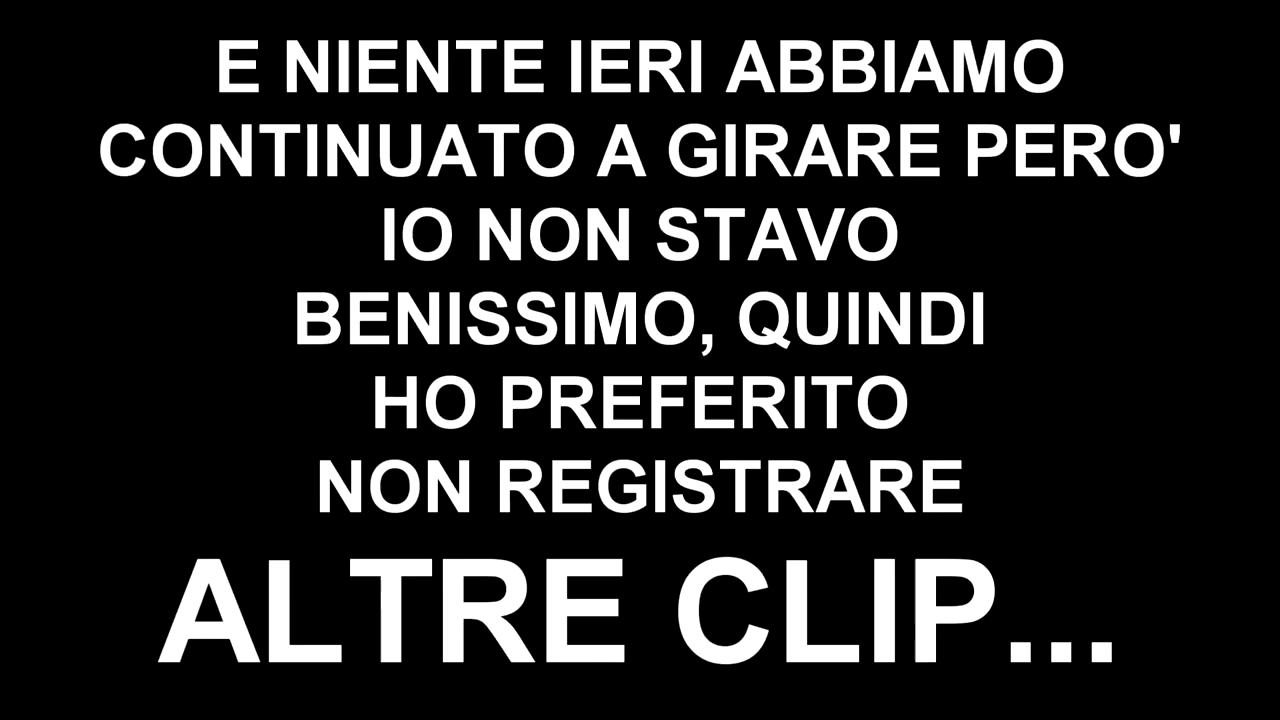 E NIENTE IERI ABBIAMO
CONTINUATO A GIRARE PERO'
IO NON STAVO
BENISSIMO, QUINDI
HO PREFERITO
NON REGISTRARE
ALTRE CLIP...